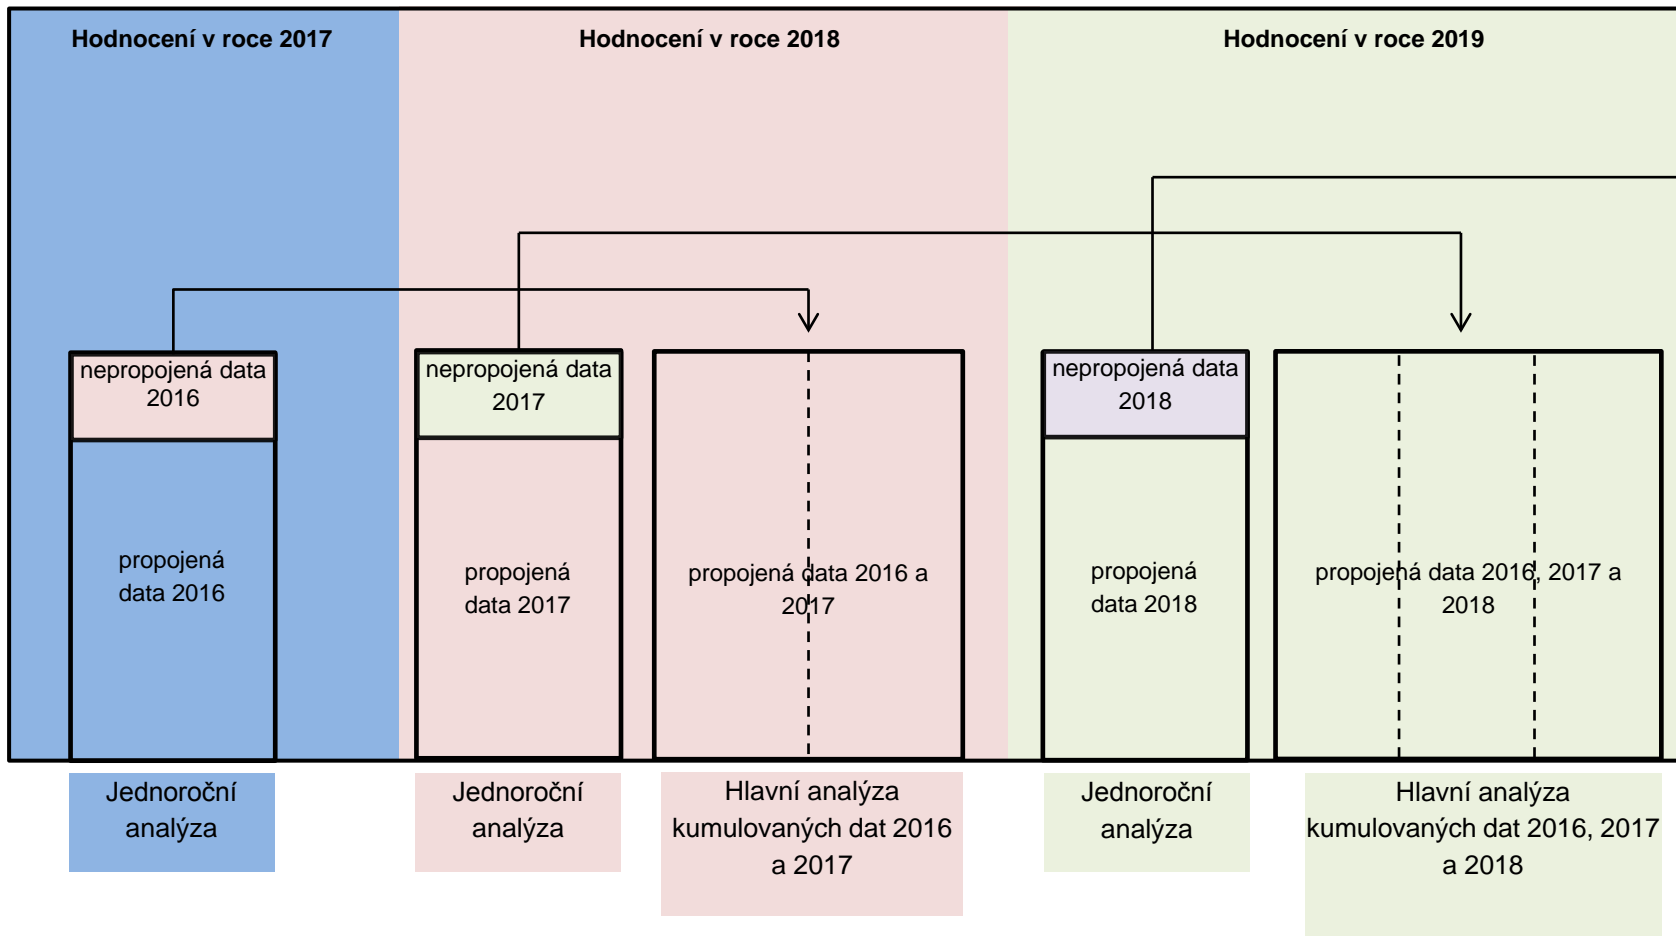 Hodnocení v roce 2017
Hodnocení v roce 2018
Hodnocení v roce 2019
nepropojená data
2016
propojená
data 2016
nepropojená data
2017
propojená
data 2017
propojená data 2016 a
2017
nepropojená data
2018
propojená
data 2018
propojená data 2016, 2017 a
2018
Jednoroční
analýza
Jednoroční
analýza
Hlavní analýza
kumulovaných dat 2016
a 2017
Jednoroční
analýza
Hlavní analýza
kumulovaných dat 2016, 2017
a 2018